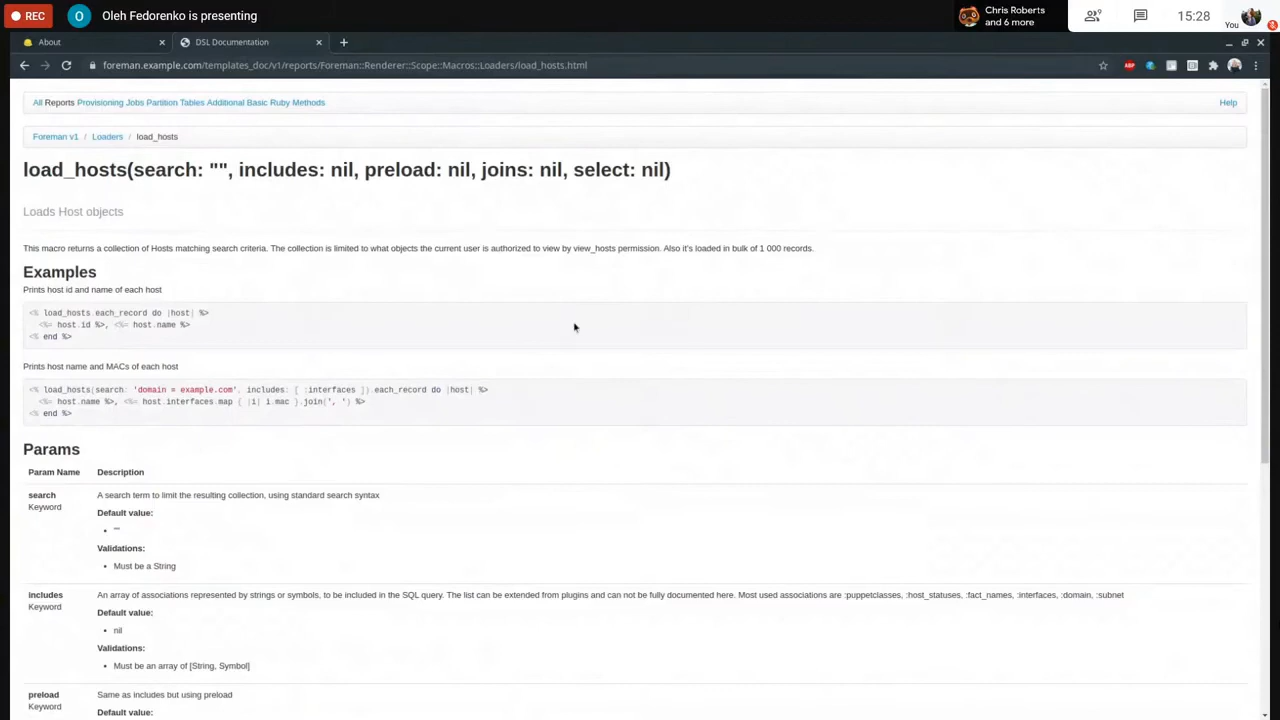 REC
O
Oleh Fedorenko is presenting
Chris Roberts
and 6 more
15:28
You
About
DSL Documentation
foreman.example.com/templates_doc/v1/reports/Foreman::Renderer::Scope::Macros::Loaders/load_hosts.html
ABP
All Reports Provisioning Jobs Partition Tables Additional Basic Ruby Methods
Help
Foreman v1 / Loaders / load_hosts
load_hosts(search: "", includes: nil, preload: nil, joins: nil, select: nil)
Loads Host objects
This macro returns a collection of Hosts matching search criteria. The collection is limited to what objects the current user is authorized to view by view_hosts permission. Also it's loaded in bulk of 1 000 records.
Examples
Prints host id and name of each host
<% load_hosts.each_record do |host| %>
<%= host.id %>, <%= host.name %>
<% end %>
Prints host name and MACs of each host
<% load_hosts(search: 'domain = example.com', includes: [ :interfaces ]).each_record do |host| %>
<%= host.name %>, <%= host.interfaces.map { |i| i.mac }.join(', ') %>
<% end %>
Params
Param Name Description
search
Keyword
A search term to limit the resulting collection, using standard search syntax
Default value:
• ""
Validations:
• Must be a String
includes
Keyword
An array of associations represented by strings or symbols, to be included in the SQL query. The list can be extended from plugins and can not be fully documented here. Most used associations are :puppetclasses, :host_statuses, :fact_names, :interfaces, :domain, :subnet
Default value:
• nil
Validations:
• Must be an array of [String, Symbol]
preload
Keyword
Same as includes but using preload
Default value: